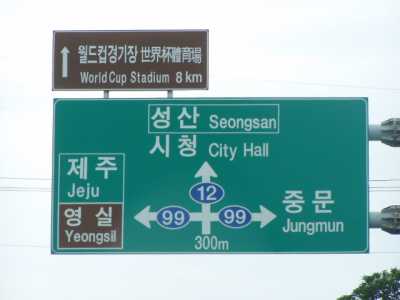 월드컵경기장 世界杯體育場
World Cup Stadium 8 km
성산 Seongsan
시청 City Hall
제주
Jeju
영실
Yeongsil
12
99
99
300m
중문
Jungmun